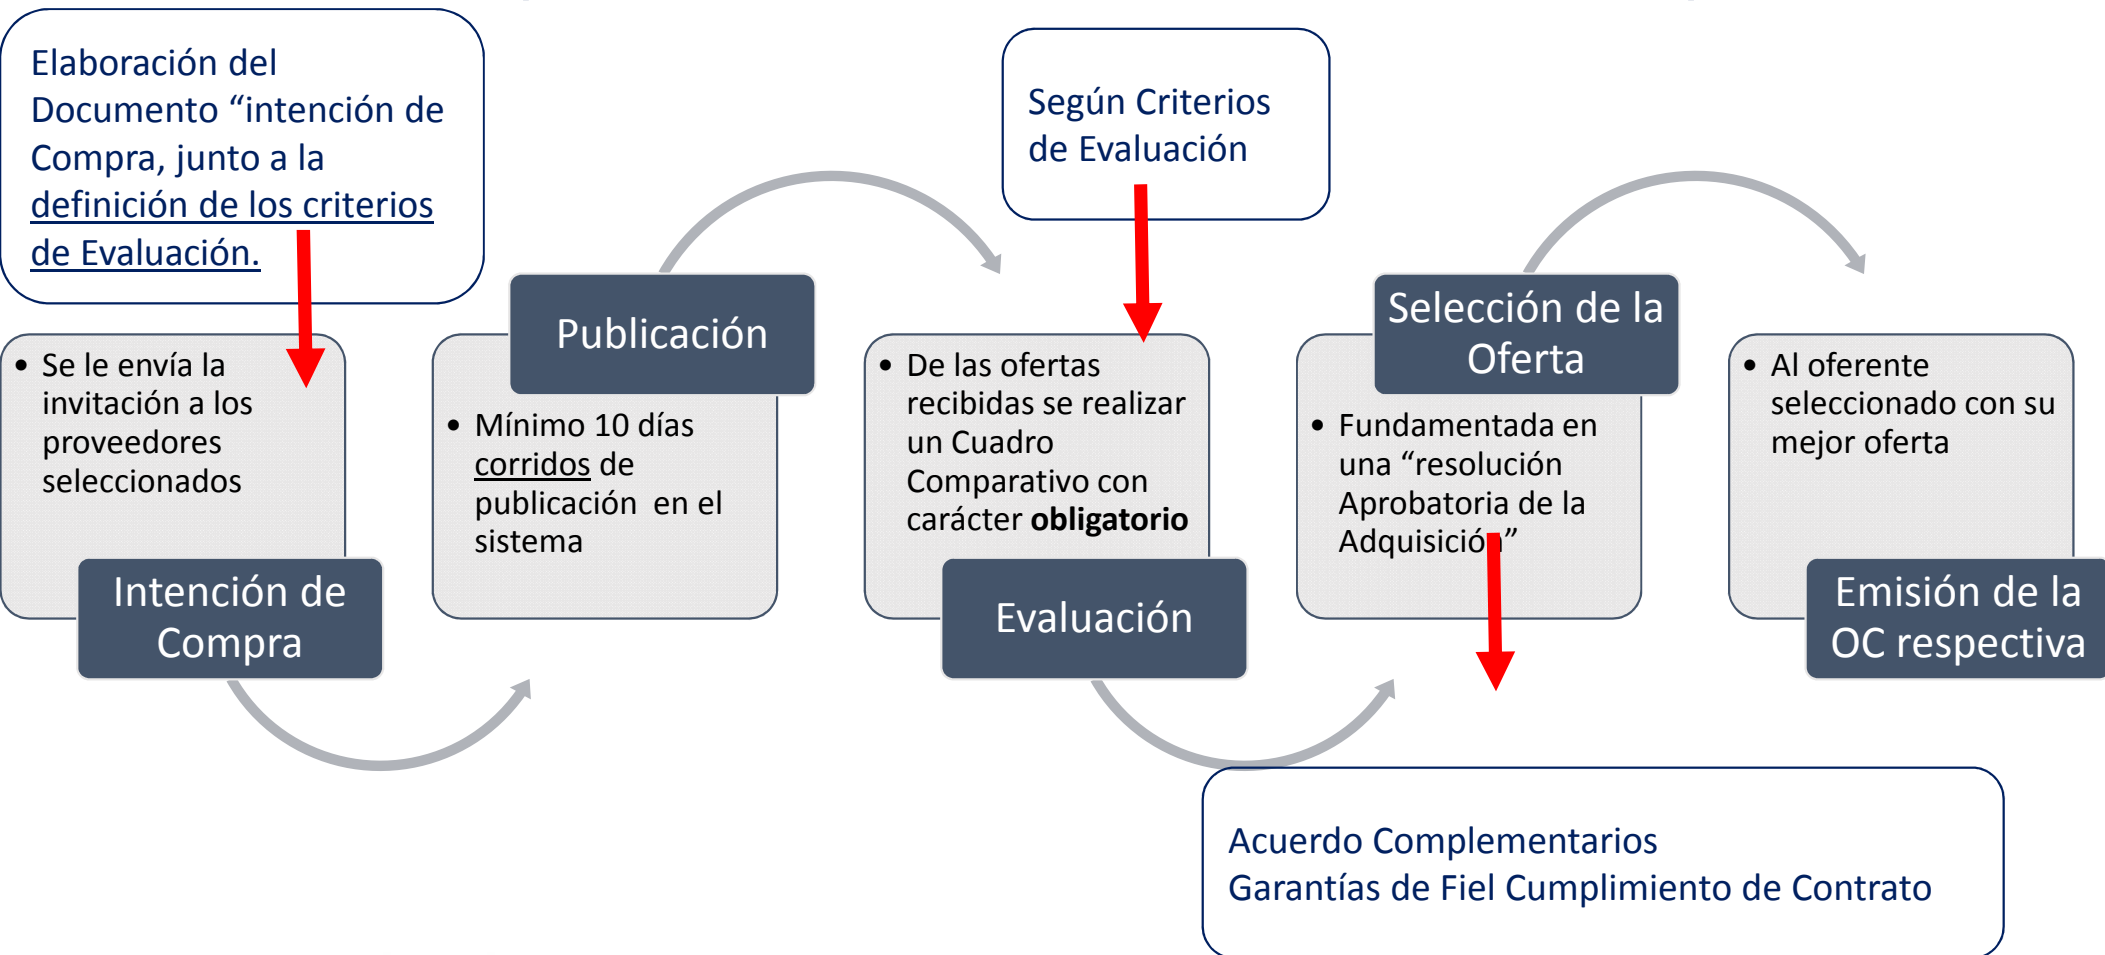 Elaboración del
Documento “intención de
Compra, junto a la
definición de los criterios
de Evaluación.
Según Criterios
de Evaluación
• Se le envía la
invitación a los
proveedores
seleccionados
Intención de
Compra
Publicación
• Mínimo 10 días
corridos de
publicación en el
sistema
• De las ofertas
recibidas se realizar
un Cuadro
Comparativo con
carácter obligatorio
Evaluación
Selección de la
Oferta
• Fundamentada en
una “resolución
Aprobatoria de la
Adquisición”
• Al oferente
seleccionado con su
mejor oferta
Emisión de la
OC respectiva
Acuerdo Complementarios
Garantías de Fiel Cumplimiento de Contrato